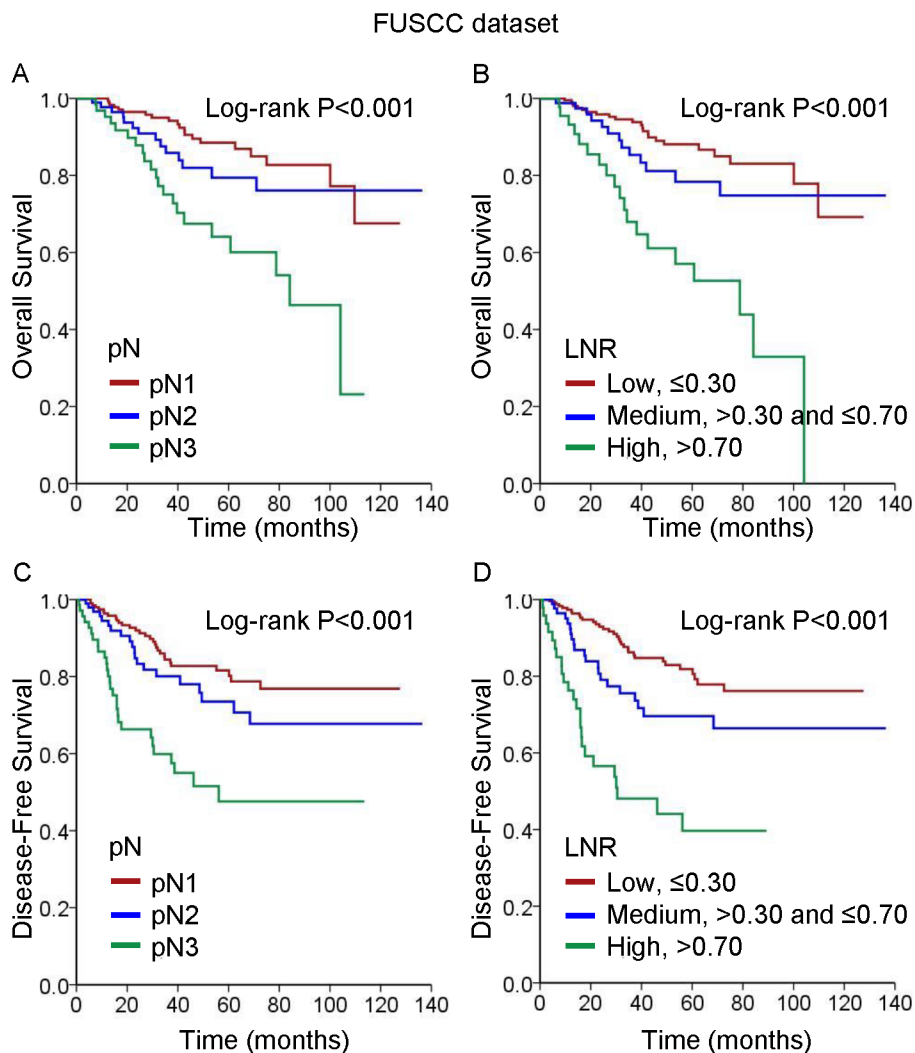 FUSCC dataset
A
Log-rank P<0.001
Overall Survival
1.0
0.8
0.6
0.4
0.2
0.0
pN
pN1
pN2
pN3
0 20 40 60 80 100 120 140
Time (months)
B
Log-rank P<0.001
Overall Survival
1.0
0.8
0.6
0.4
0.2
0.0
LNR
Low, ≤0.30
Medium, >0.30 and ≤0.70
High, >0.70
0 20 40 60 80 100 120 140
Time (months)
C
Log-rank P<0.001
Disease-Free Survival
1.0
0.8
0.6
0.4
0.2
0.0
pN
pN1
pN2
pN3
0 20 40 60 80 100 120 140
Time (months)
D
Log-rank P<0.001
Disease-Free Survival
1.0
0.8
0.6
0.4
0.2
0.0
LNR
Low, ≤0.30
Medium, >0.30 and ≤0.70
High, >0.70
0 20 40 60 80 100 120 140
Time (months)